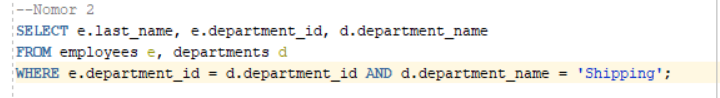 --Nomor 2
SELECT e.last_name, e.department_id, d.department_name
FROM employees e, departments d
WHERE e.department_id = d.department_id AND d.department_name = 'Shipping';